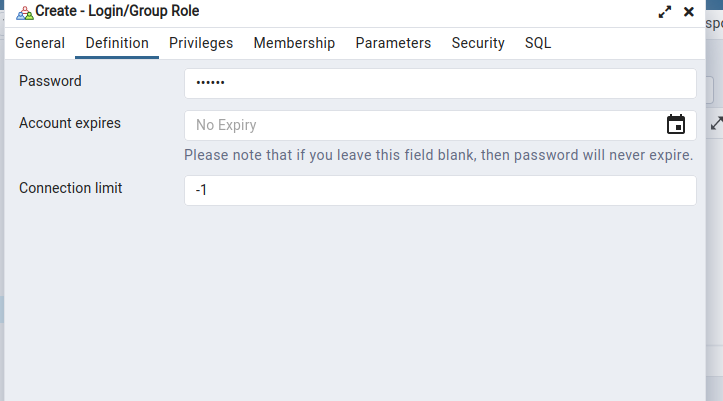 Create - Login/Group Role
General Definition Privileges Membership Parameters Security SQL
Password ••••••
Account expires No Expiry
Please note that if you leave this field blank, then password will never expire.
Connection limit -1